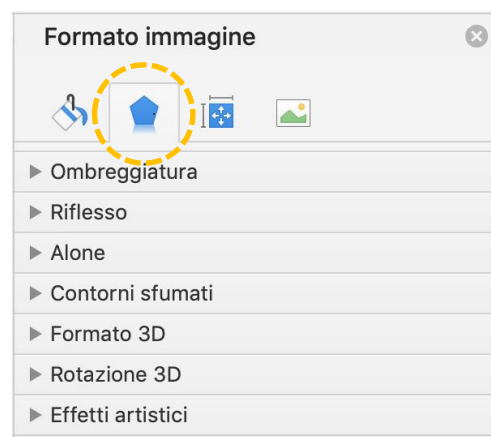 Formato immagine
Ombreggiatura
Riflesso
Alone
Contorni sfumati
Formato 3D
Rotazione 3D
Effetti artistici